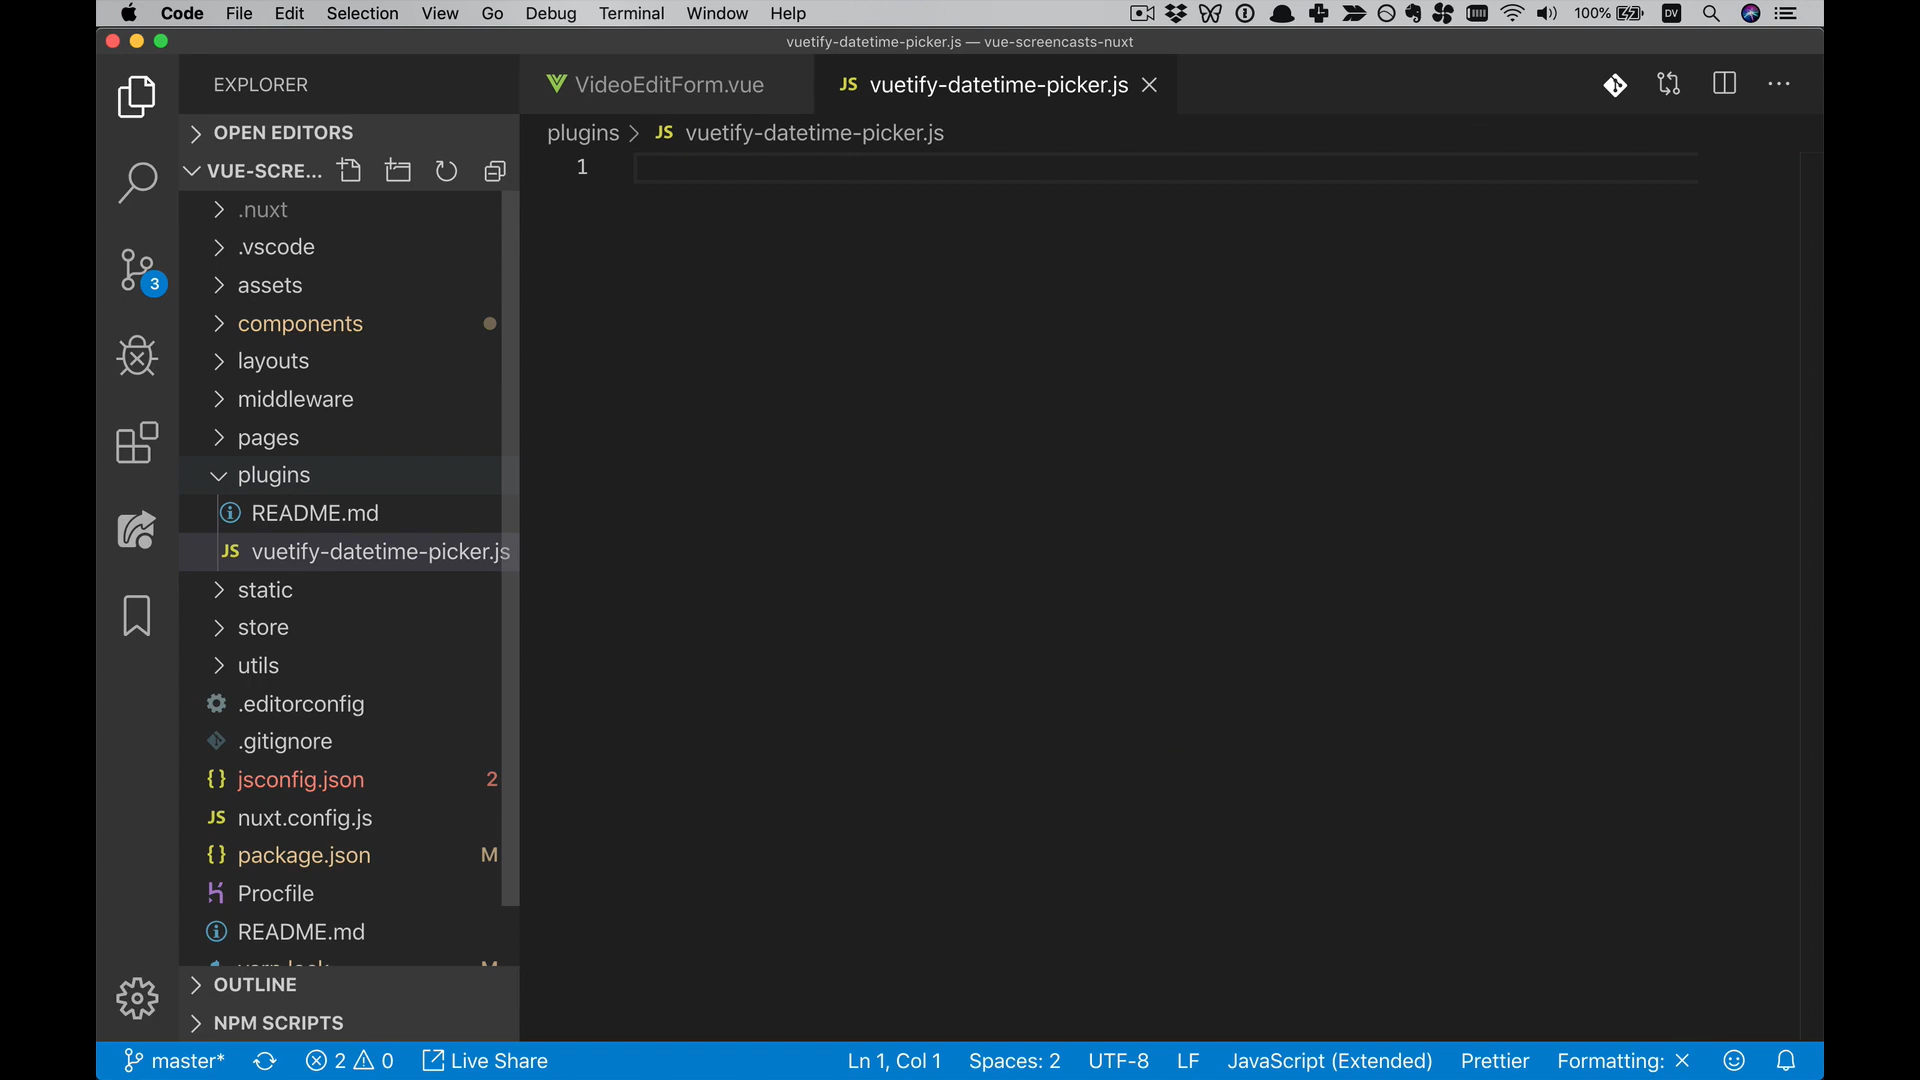 Code File Edit Selection View Go Debug Terminal Window Help 100% DV
vuetify-datetime-picker.js — vue-screencasts-nuxt
EXPLORER
VideoEditForm.vue
JS vuetify-datetime-picker.js
OPEN EDITORS
plugins > JS vuetify-datetime-picker.js
VUE-SCRE...
1
.nuxt
.vscode
3
assets
components
layouts
middleware
pages
plugins
README.md
JS vuetify-datetime-picker.js
static
store
utils
.editorconfig
.gitignore
{} jsconfig.json 2
JS nuxt.config.js
{} package.json M
Procfile
README.md
yarn.lock M
OUTLINE
NPM SCRIPTS
master* 2 0 Live Share Ln 1, Col 1 Spaces: 2 UTF-8 LF JavaScript (Extended) Prettier Formatting: ×